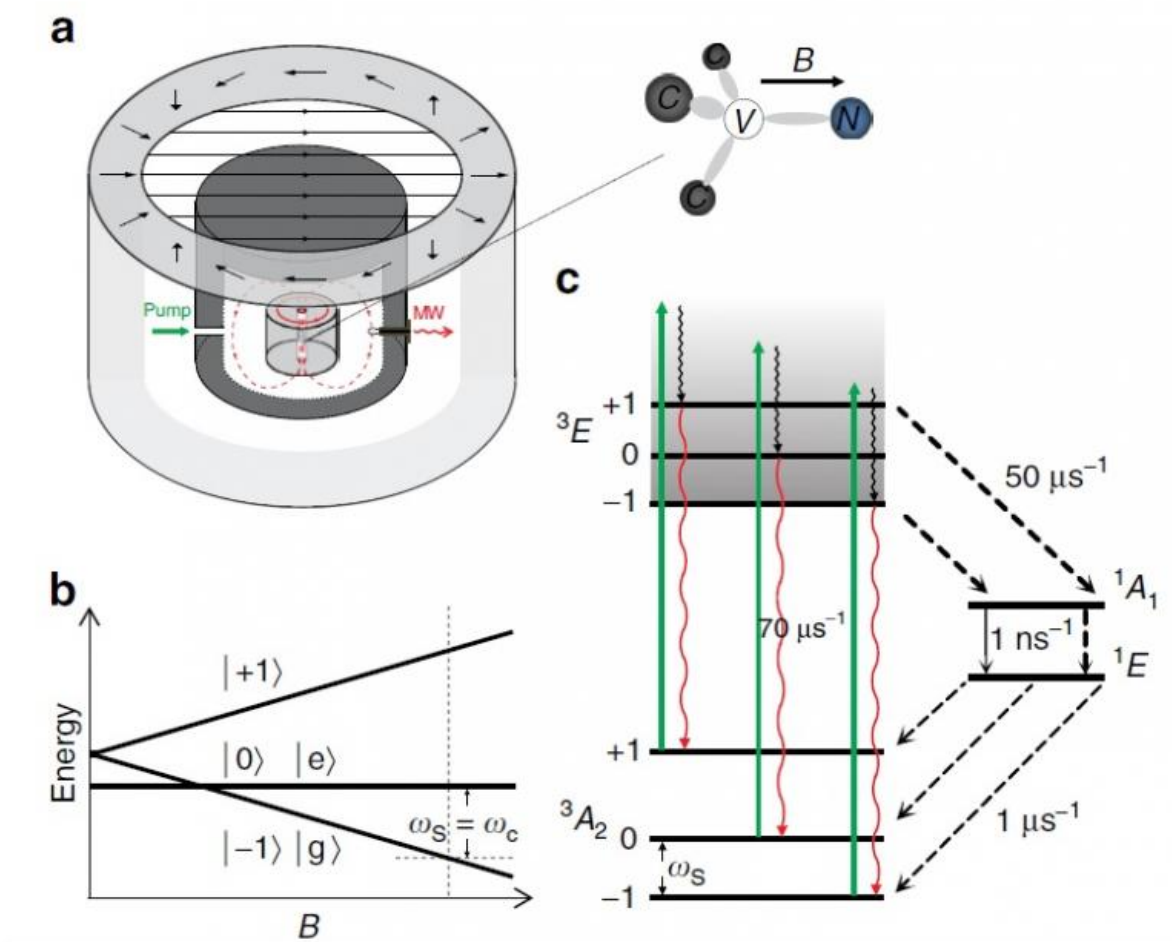 a
C
C
C
V
N
B
Pump
MW
b
Energy
|+1⟩
|0⟩ |e⟩
|−1⟩ |g⟩
ωS = ωc
B
c
³E
+1
0
−1
50 μs⁻¹
¹A₁
1 ns⁻¹
¹E
70 μs⁻¹
+1
³A₂
0
ωS
−1
1 μs⁻¹